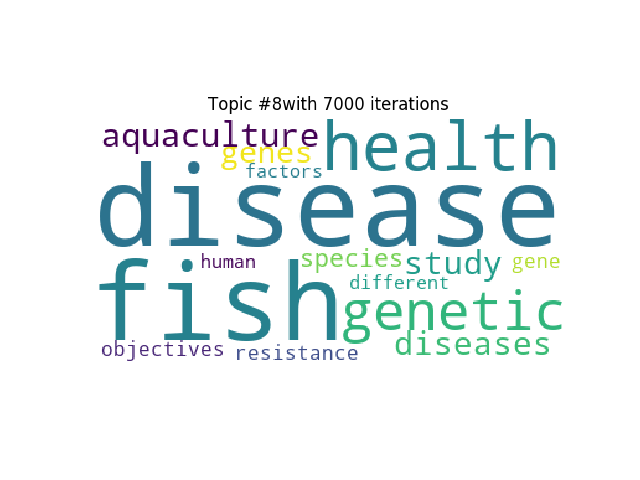 Topic #8with 7000 iterations
aquaculture
health
genes
factors
disease
human
species
study
gene
fish
different
genetic
objectives
resistance
diseases